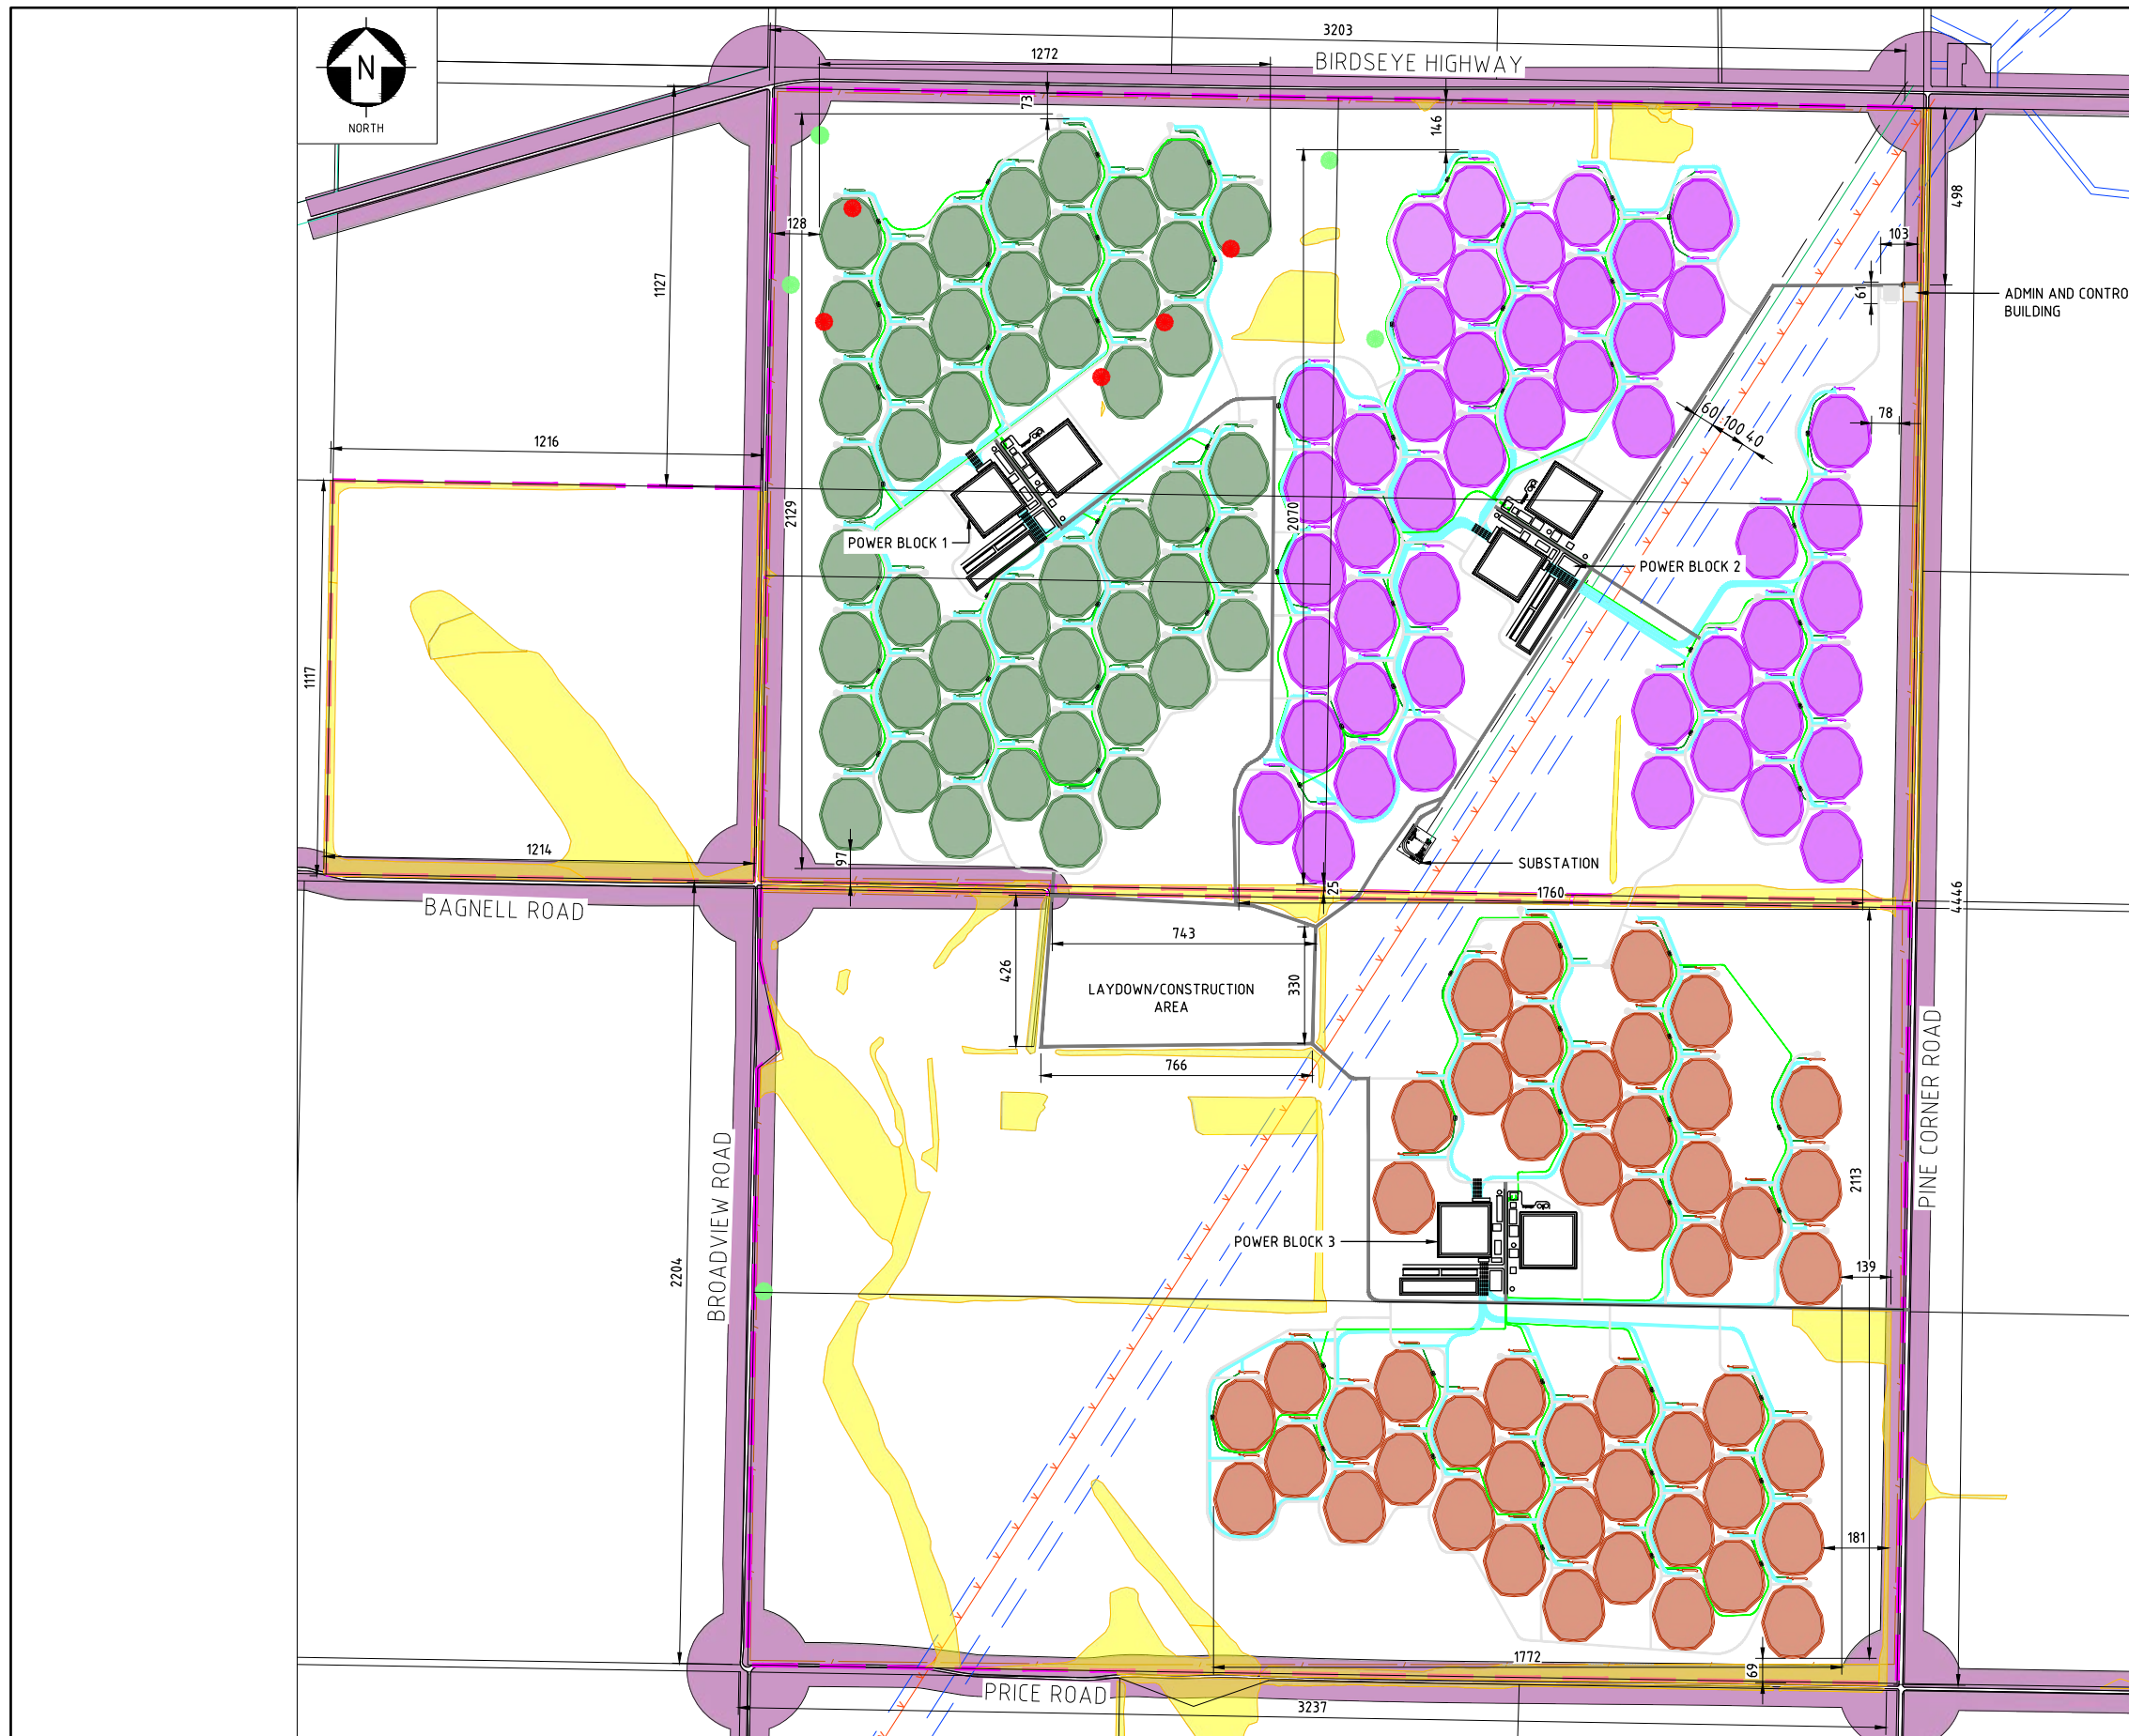 3203
1272
BIRDSEYE HIGHWAY
N
NORTH
73
146
498
128
103
1127
61
ADMIN AND CONTRO
BUILDING
60
100
40
78
1216
2129
2070
POWER BLOCK 1
POWER BLOCK 2
1117
1214
97
SUBSTATION
25
1760
4446
BAGNELL ROAD
743
426
330
LAYDOWN/CONSTRUCTION
AREA
766
PINE CORNER ROAD
BROADVIEW ROAD
2113
2204
POWER BLOCK 3
139
181
1772
69
PRICE ROAD
3237